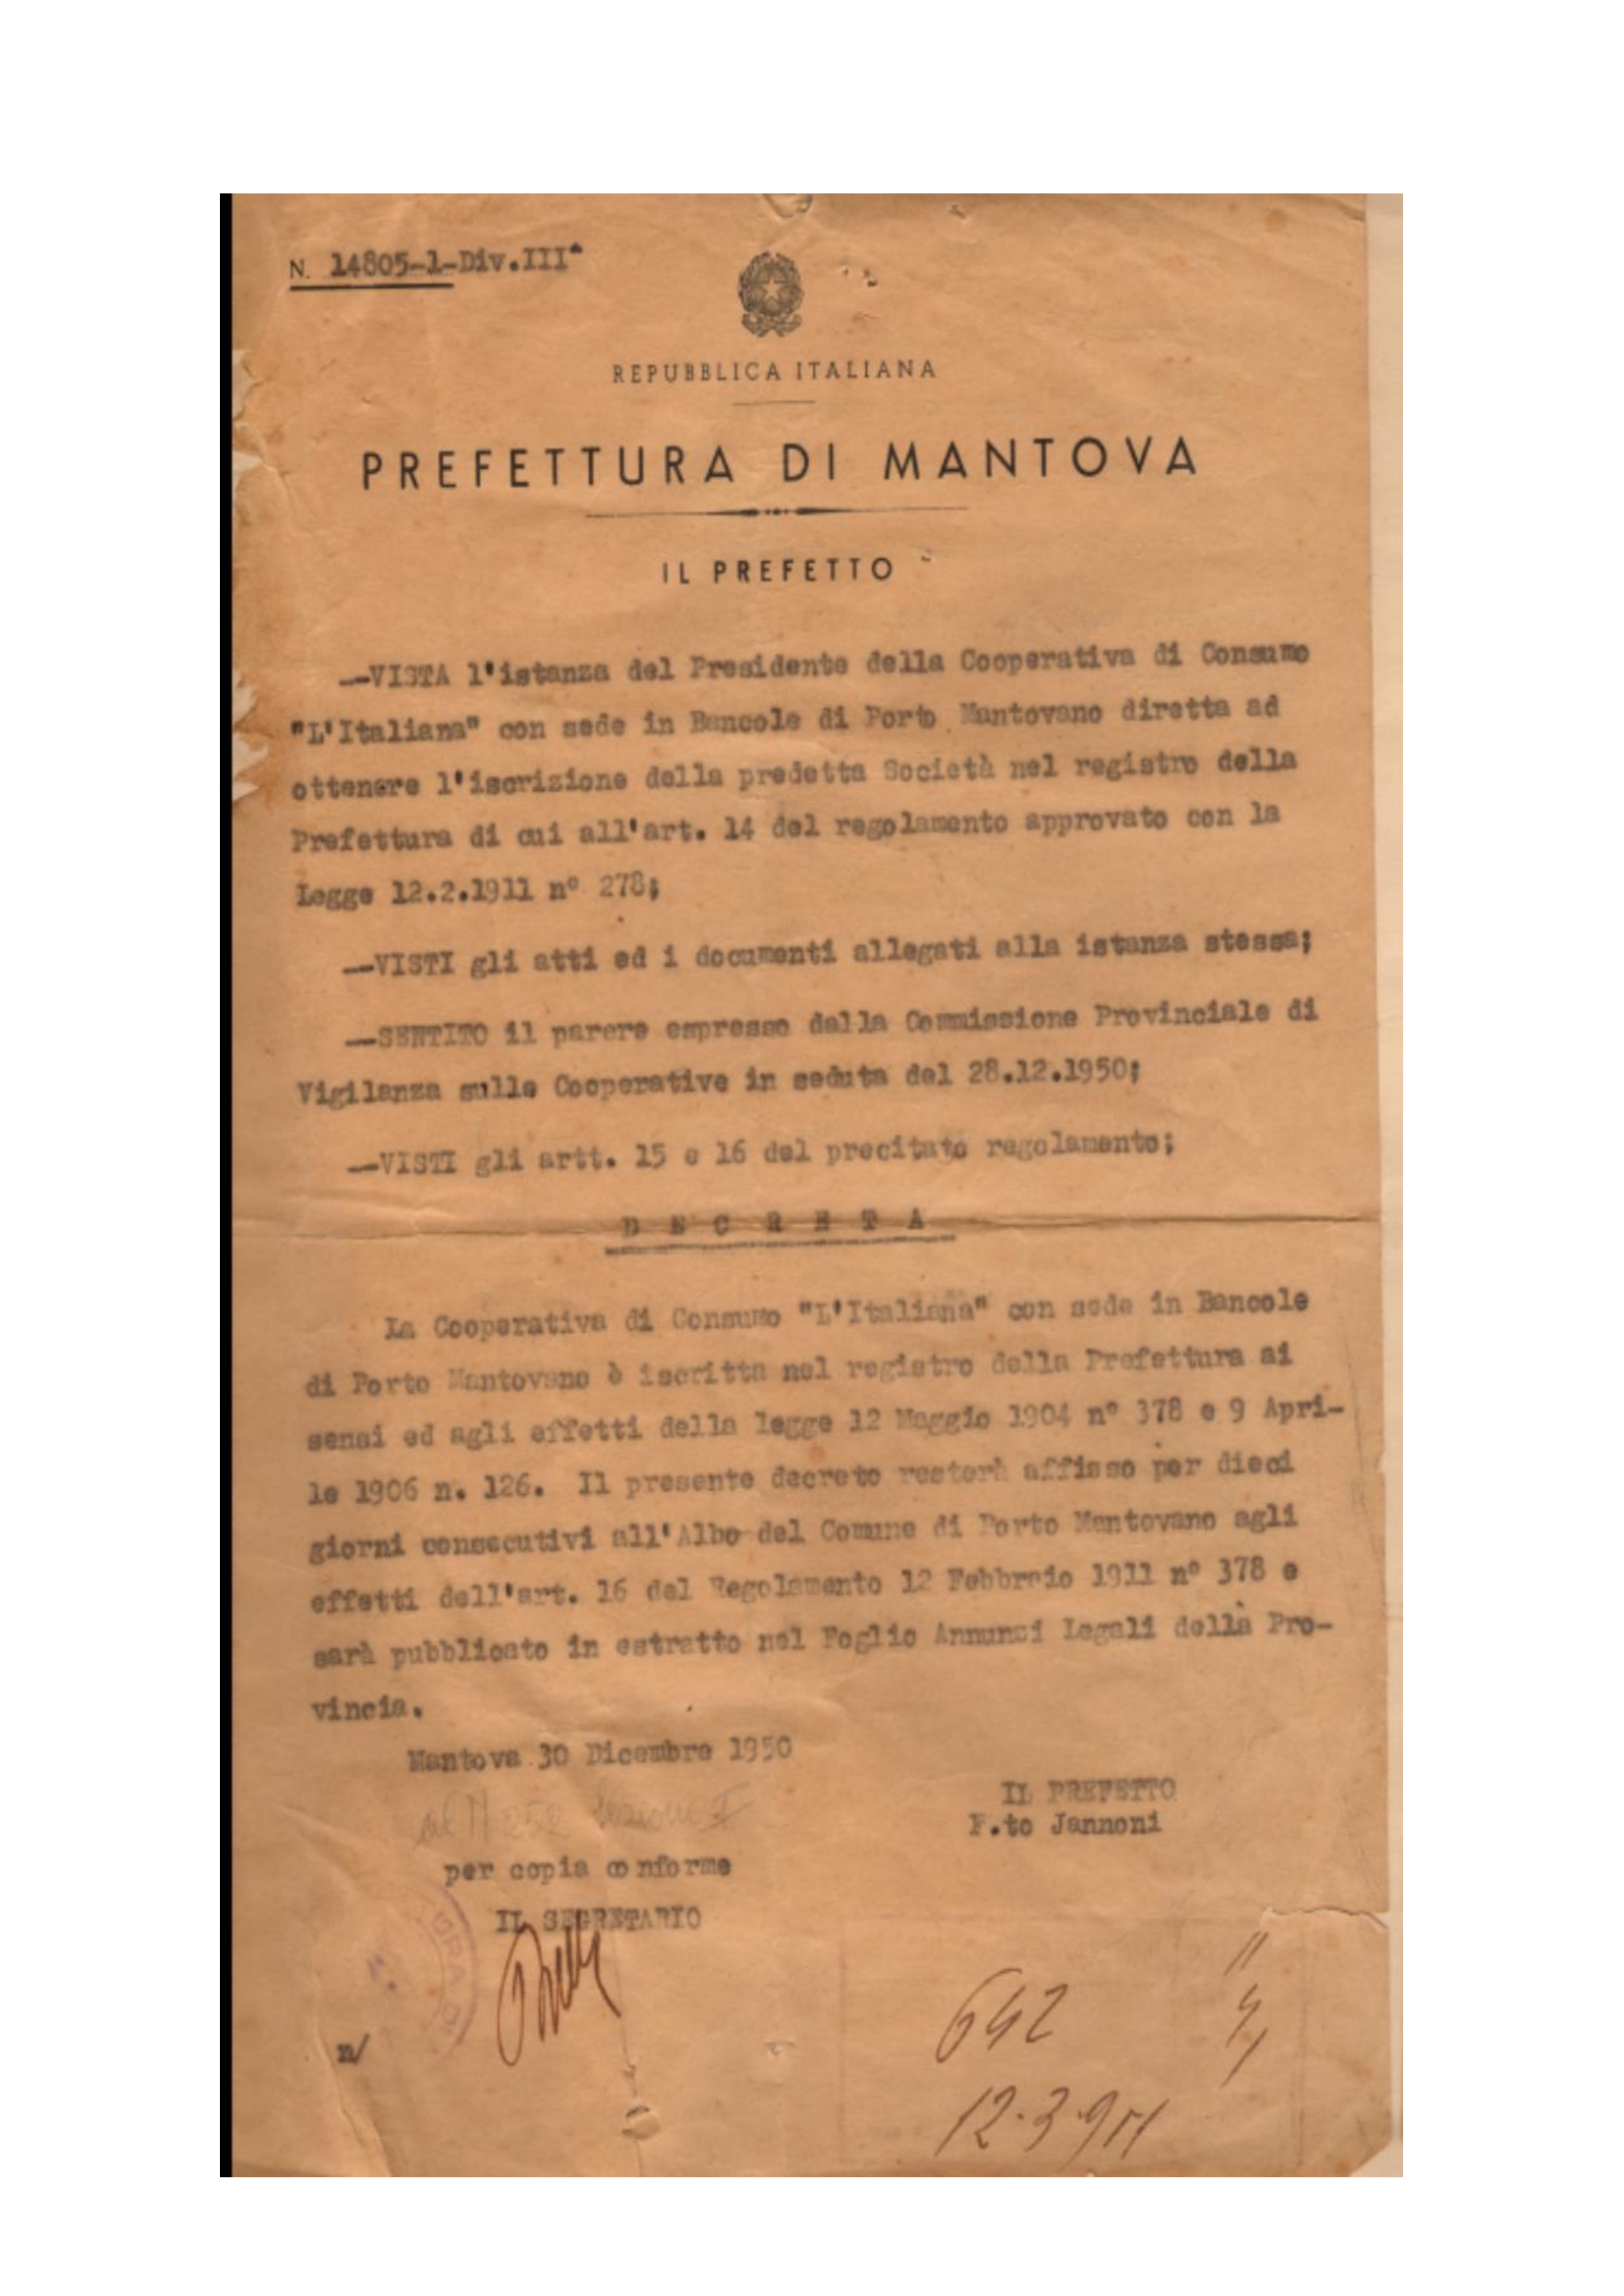 N. 14805-1-Div.IIIª
REPUBBLICA ITALIANA
PREFETTURA DI MANTOVA
IL PREFETTO
—VISTA l'istanza del Presidente della Cooperativa di Consumo
"L'Italiana" con sede in Bancole di Porto Mantovano diretta ad
ottenere l'iscrizione della predetta Società nel registro della
Prefettura di cui all'art. 14 del regolamento approvato con la
Legge 12.2.1911 n° 278;
—VISTI gli atti ed i documenti allegati alla istanza stessa;
—SENTITO il parere espresso dalla Commissione Provinciale di
Vigilanza sulle Cooperative in seduta del 28.12.1950;
—VISTI gli artt. 15 e 16 del precitato regolamento;
D E C R E T A
La Cooperativa di Consumo "L'Italiana" con sede in Bancole
di Porto Mantovano è iscritta nel registro della Prefettura ai
sensi ed agli effetti della legge 12 Maggio 1904 n° 378 e 9 Apri-
le 1906 n. 126. Il presente decreto resterà affisso per dieci
giorni consecutivi all'Albo del Comune di Porto Mantovano agli
effetti dell'art. 16 del Regolamento 12 Febbraio 1911 n° 378 e
sarà pubblicato in estratto nel Foglio Annunzi Legali della Pro-
vincia.
Mantova 30 Dicembre 1950
IL PREFETTO
F.to Jannoni
al N 252 Sezione I
per copia conforme
IL SEGRETARIO
URA DI
n/
642
12.3.951